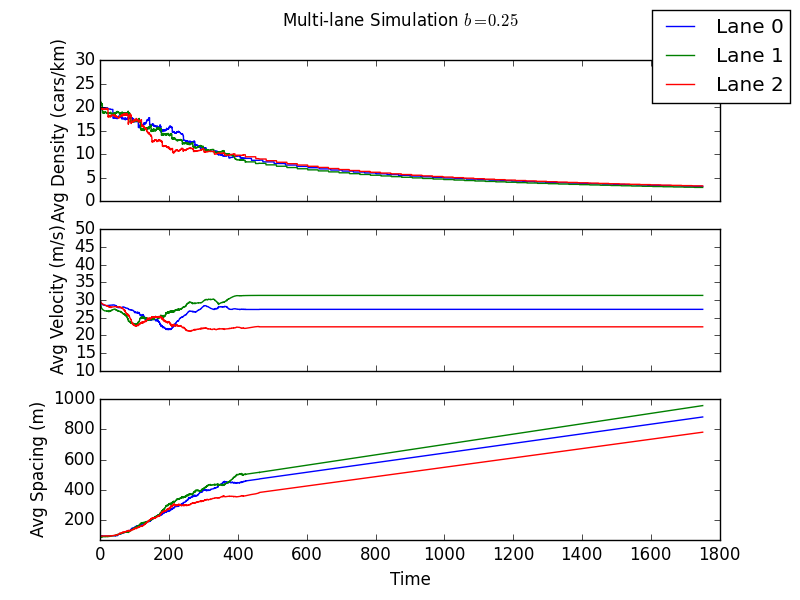 Multi-lane Simulation b = 0.25
Lane 0
Lane 1
Lane 2
Avg Density (cars/km)
30
25
20
15
10
5
0
Avg Velocity (m/s)
50
45
40
35
30
25
20
15
10
Avg Spacing (m)
1000
800
600
400
200
0 200 400 600 800 1000 1200 1400 1600 1800
Time